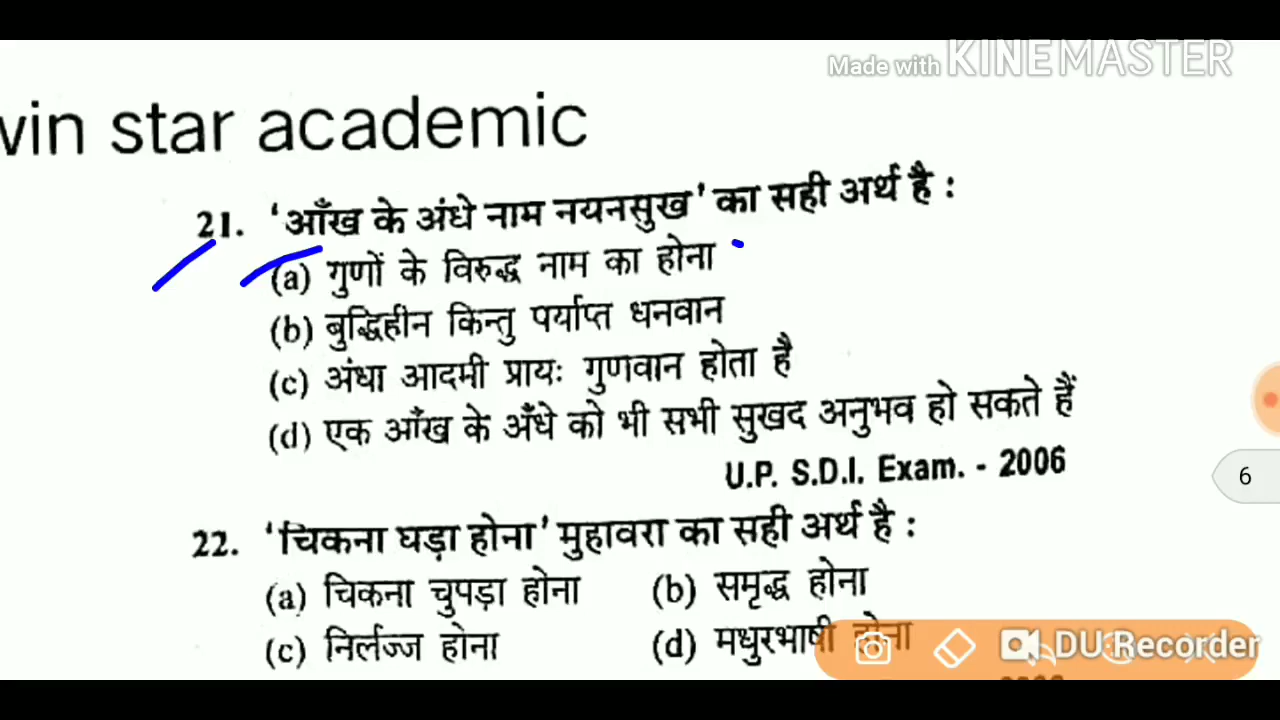 Made with KINEMASTER
win star academic
21. 'आँख के अंधे नाम नयनसुख' का सही अर्थ है :
(a) गुणों के विरुद्ध नाम का होना
(b) बुद्धिहीन किन्तु पर्याप्त धनवान
(c) अंधा आदमी प्रायः गुणवान होता है
(d) एक आँख के अँधे को भी सभी सुखद अनुभव हो सकते हैं
U.P. S.D.I. Exam. - 2006
6
22. 'चिकना घड़ा होना' मुहावरा का सही अर्थ है :
(a) चिकना चुपड़ा होना (b) समृद्ध होना
(c) निर्लज्ज होना (d) मधुरभाषी होना
DU Recorder